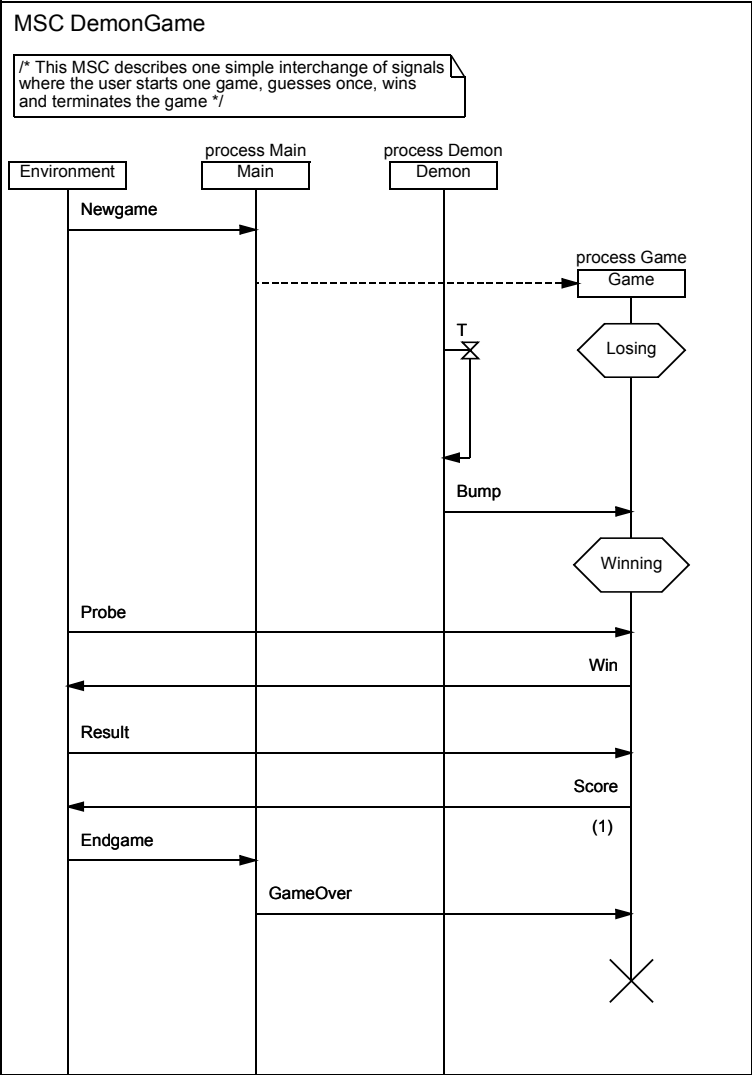 MSC DemonGame
/* This MSC describes one simple interchange of signals
where the user starts one game, guesses once, wins
and terminates the game */
process Main
process Demon
Environment
Main
Demon
Newgame
process Game
Game
T
Losing
Bump
Winning
Probe
Win
Result
Score
(1)
Endgame
GameOver